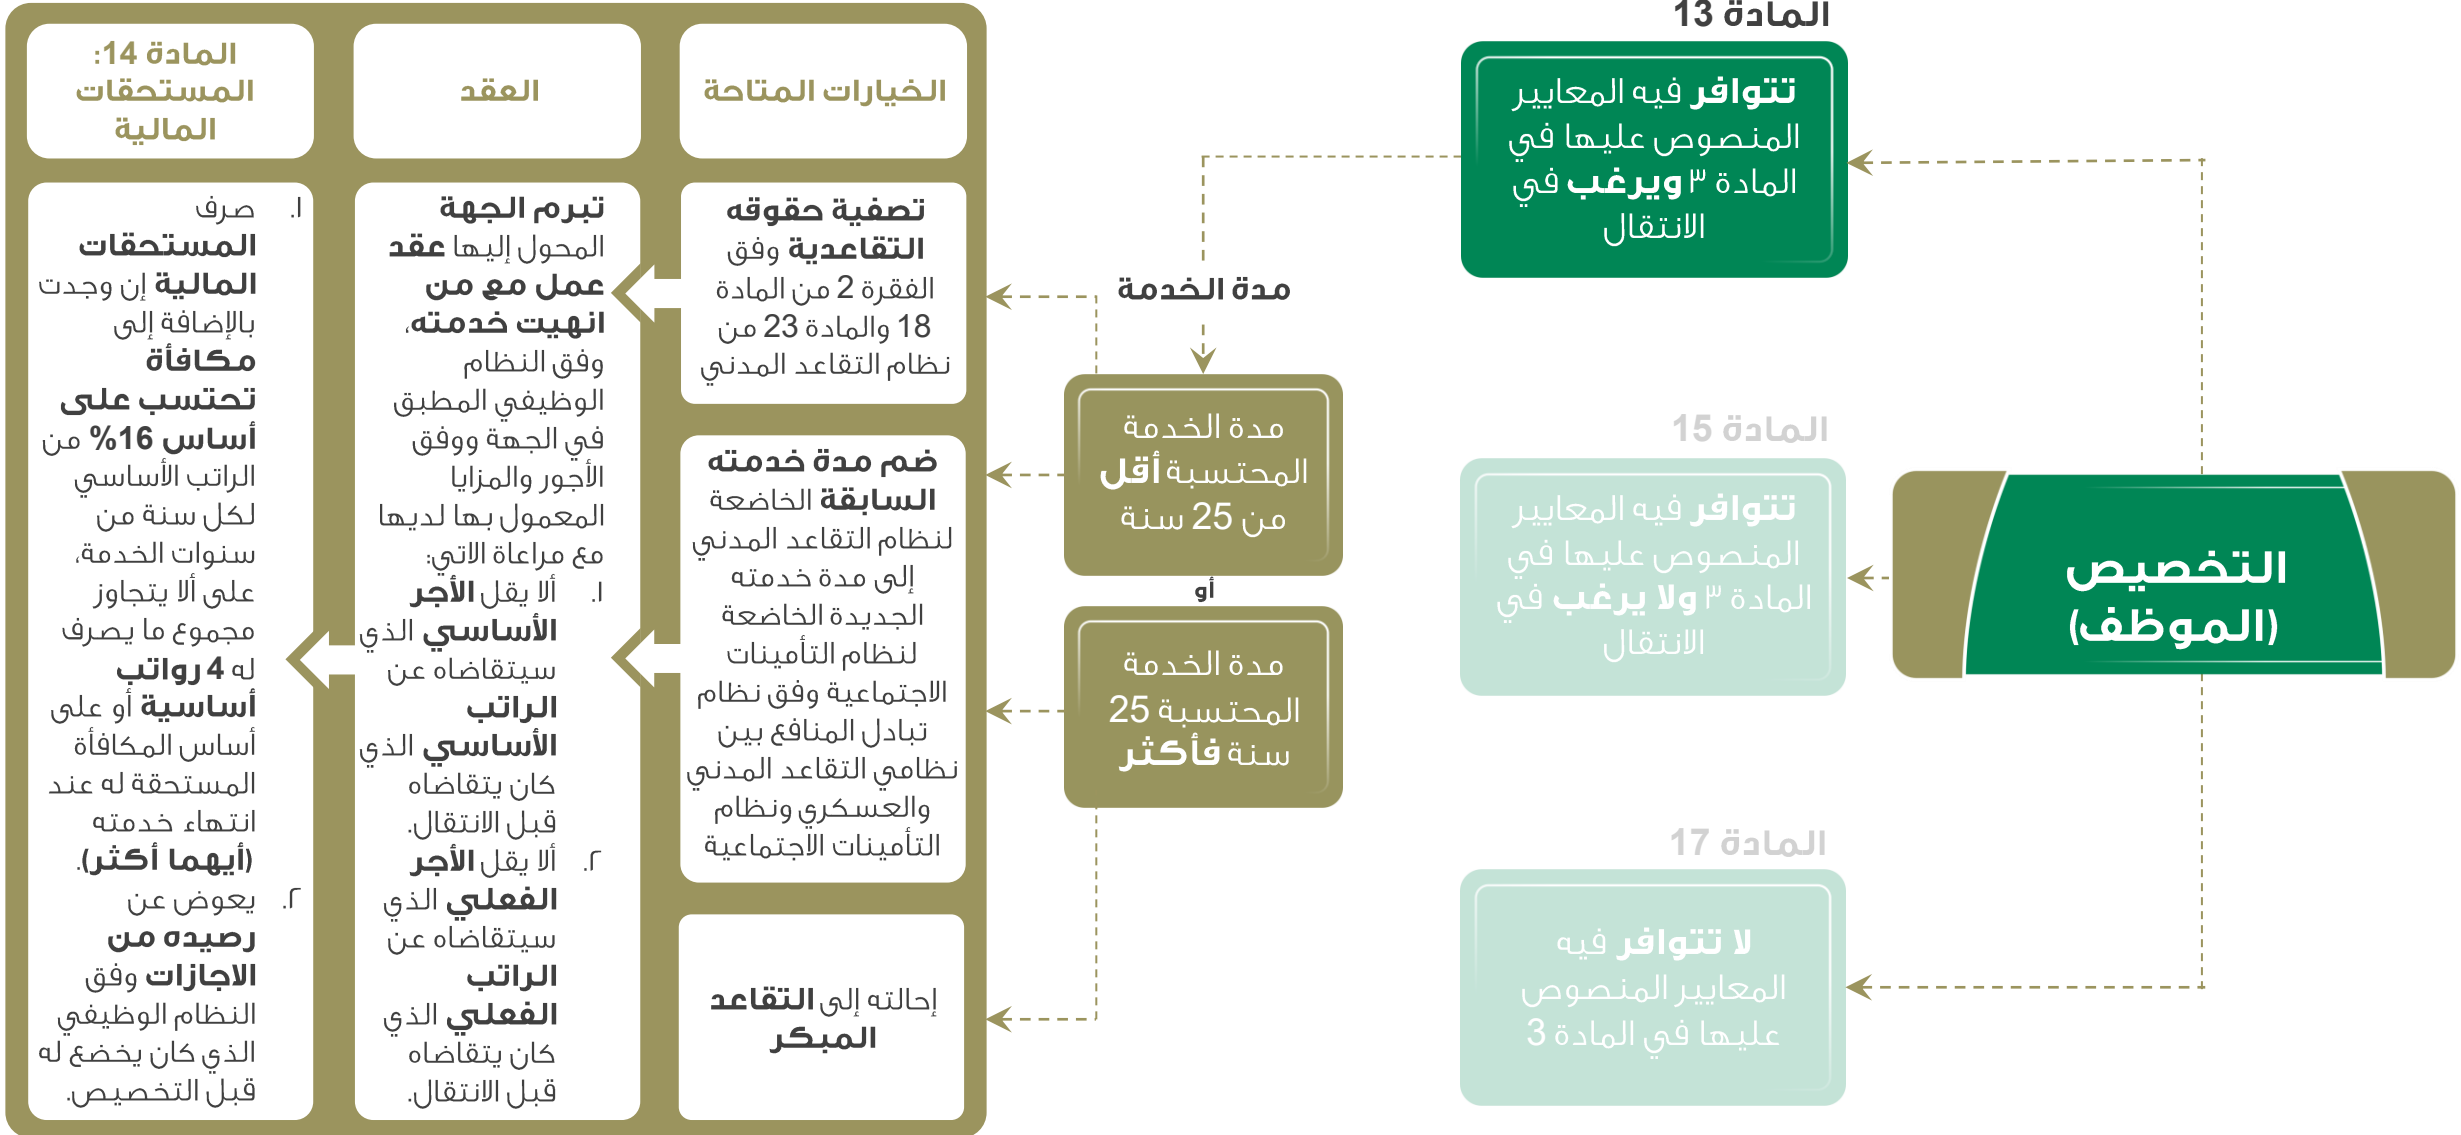 التخصيص
(الموظف)
المادة 13
تتوافر فيه المعايير
المنصوص عليها في
المادة ٣ ويرغب في
الانتقال
المادة 15
تتوافر فيه المعايير
المنصوص عليها في
المادة ٣ ولا يرغب في
الانتقال
المادة 17
لا تتوافر فيه
المعايير المنصوص
عليها في المادة 3
مدة الخدمة
مدة الخدمة
المحتسبة أقل
من 25 سنة
أو
مدة الخدمة
المحتسبة 25
سنة فأكثر
الخيارات المتاحة
تصفية حقوقه
التقاعدية وفق
الفقرة 2 من المادة
18 والمادة 23 من
نظام التقاعد المدني
ضم مدة خدمته
السابقة الخاضعة
لنظام التقاعد المدني
إلى مدة خدمته
الجديدة الخاضعة
لنظام التأمينات
الاجتماعية وفق نظام
تبادل المنافع بين
نظامي التقاعد المدني
والعسكري ونظام
التأمينات الاجتماعية
إحالته إلى التقاعد
المبكر
العقد
تبرم الجهة
المحول إليها عقد
عمل مع من
انهيت خدمته،
وفق النظام
الوظيفي المطبق
في الجهة ووفق
الأجور والمزايا
المعمول بها لديها
مع مراعاة الاتي:
١. ألا يقل الأجر
الأساسي الذي
سيتقاضاه عن
الراتب
الأساسي الذي
كان يتقاضاه
قبل الانتقال.
٢. ألا يقل الأجر
الفعلي الذي
سيتقاضاه عن
الراتب
الفعلي الذي
كان يتقاضاه
قبل الانتقال.
المادة 14:
المستحقات
المالية
١. صرف
المستحقات
المالية إن وجدت
بالإضافة إلى
مكافأة
تحتسب على
أساس 16% من
الراتب الأساسي
لكل سنة من
سنوات الخدمة،
على ألا يتجاوز
مجموع ما يصرف
له 4 رواتب
أساسية أو على
أساس المكافأة
المستحقة له عند
انتهاء خدمته
(أيهما أكثر).
٢. يعوض عن
رصيده من
الاجازات وفق
النظام الوظيفي
الذي كان يخضع له
قبل التخصيص.